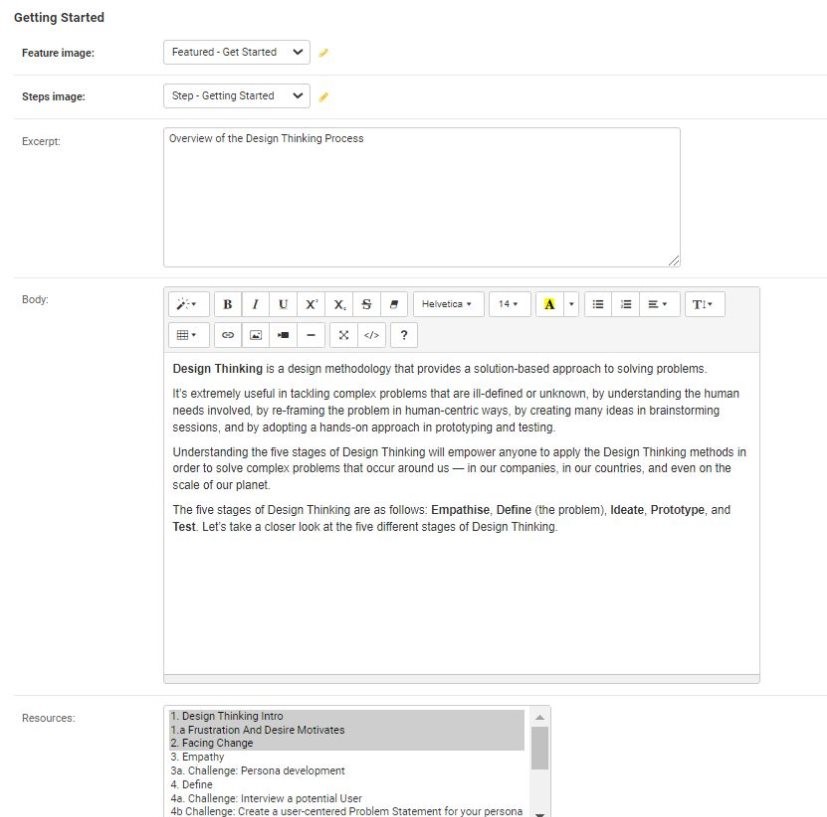 Getting Started
Feature image:
Featured - Get Started
Steps image:
Step - Getting Started
Excerpt:
Overview of the Design Thinking Process
Body:
B I U X² X₂ S Helvetica 14 A T!
</> ?
Design Thinking is a design methodology that provides a solution-based approach to solving problems.
It's extremely useful in tackling complex problems that are ill-defined or unknown, by understanding the human
needs involved, by re-framing the problem in human-centric ways, by creating many ideas in brainstorming
sessions, and by adopting a hands-on approach in prototyping and testing.
Understanding the five stages of Design Thinking will empower anyone to apply the Design Thinking methods in
order to solve complex problems that occur around us — in our companies, in our countries, and even on the
scale of our planet.
The five stages of Design Thinking are as follows: Empathise, Define (the problem), Ideate, Prototype, and
Test. Let's take a closer look at the five different stages of Design Thinking.
Resources:
1. Design Thinking Intro
1.a Frustration And Desire Motivates
2. Facing Change
3. Empathy
3a. Challenge: Persona development
4. Define
4a. Challenge: Interview a potential User
4b Challenge: Create a user-centered Problem Statement for your persona